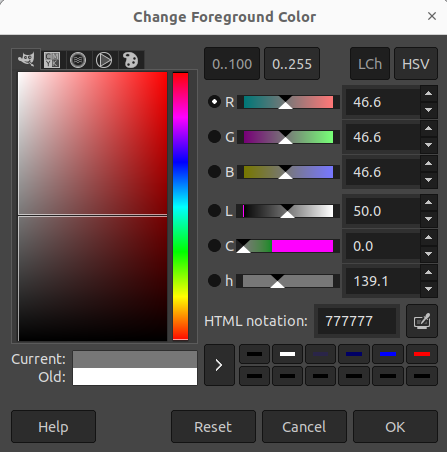 Change Foreground Color
0..100 0..255 LCh HSV
R 46.6
G 46.6
B 46.6
L 50.0
C 0.0
h 139.1
HTML notation: 777777
Current:
Old:
Help Reset Cancel OK